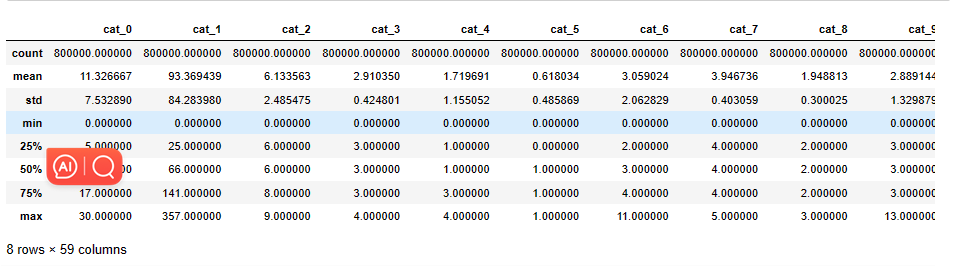 cat_0 cat_1 cat_2 cat_3 cat_4 cat_5 cat_6 cat_7 cat_8 cat_9
count 800000.000000 800000.000000 800000.000000 800000.000000 800000.000000 800000.000000 800000.000000 800000.000000 800000.000000 800000.00000
mean 11.326667 93.369439 6.133563 2.910350 1.719691 0.618034 3.059024 3.946736 1.948813 2.889144
std 7.532890 84.283980 2.485475 0.424801 1.155052 0.485869 2.062829 0.403059 0.300025 1.329879
min 0.000000 0.000000 0.000000 0.000000 0.000000 0.000000 0.000000 0.000000 0.000000 0.000000
25% 5.000000 25.000000 6.000000 3.000000 1.000000 0.000000 2.000000 4.000000 2.000000 3.000000
AI
50% 66.000000 6.000000 3.000000 1.000000 1.000000 3.000000 4.000000 2.000000 3.000000
75% 17.000000 141.000000 8.000000 3.000000 3.000000 1.000000 4.000000 4.000000 2.000000 3.000000
max 30.000000 357.000000 9.000000 4.000000 4.000000 1.000000 11.000000 5.000000 3.000000 13.000000
8 rows × 59 columns